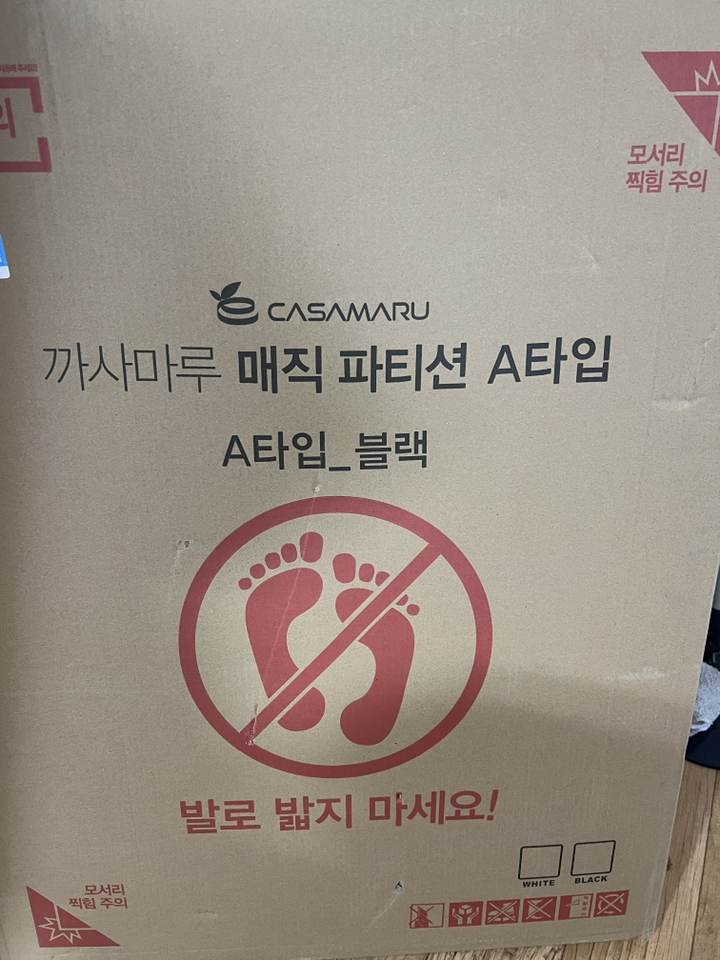 의
모서리
찍힘 주의
CASAMARU
까사마루 매직 파티션 A타입
A타입_블랙
발로 밟지 마세요!
WHITE
BLACK
모서리
찍힘 주의